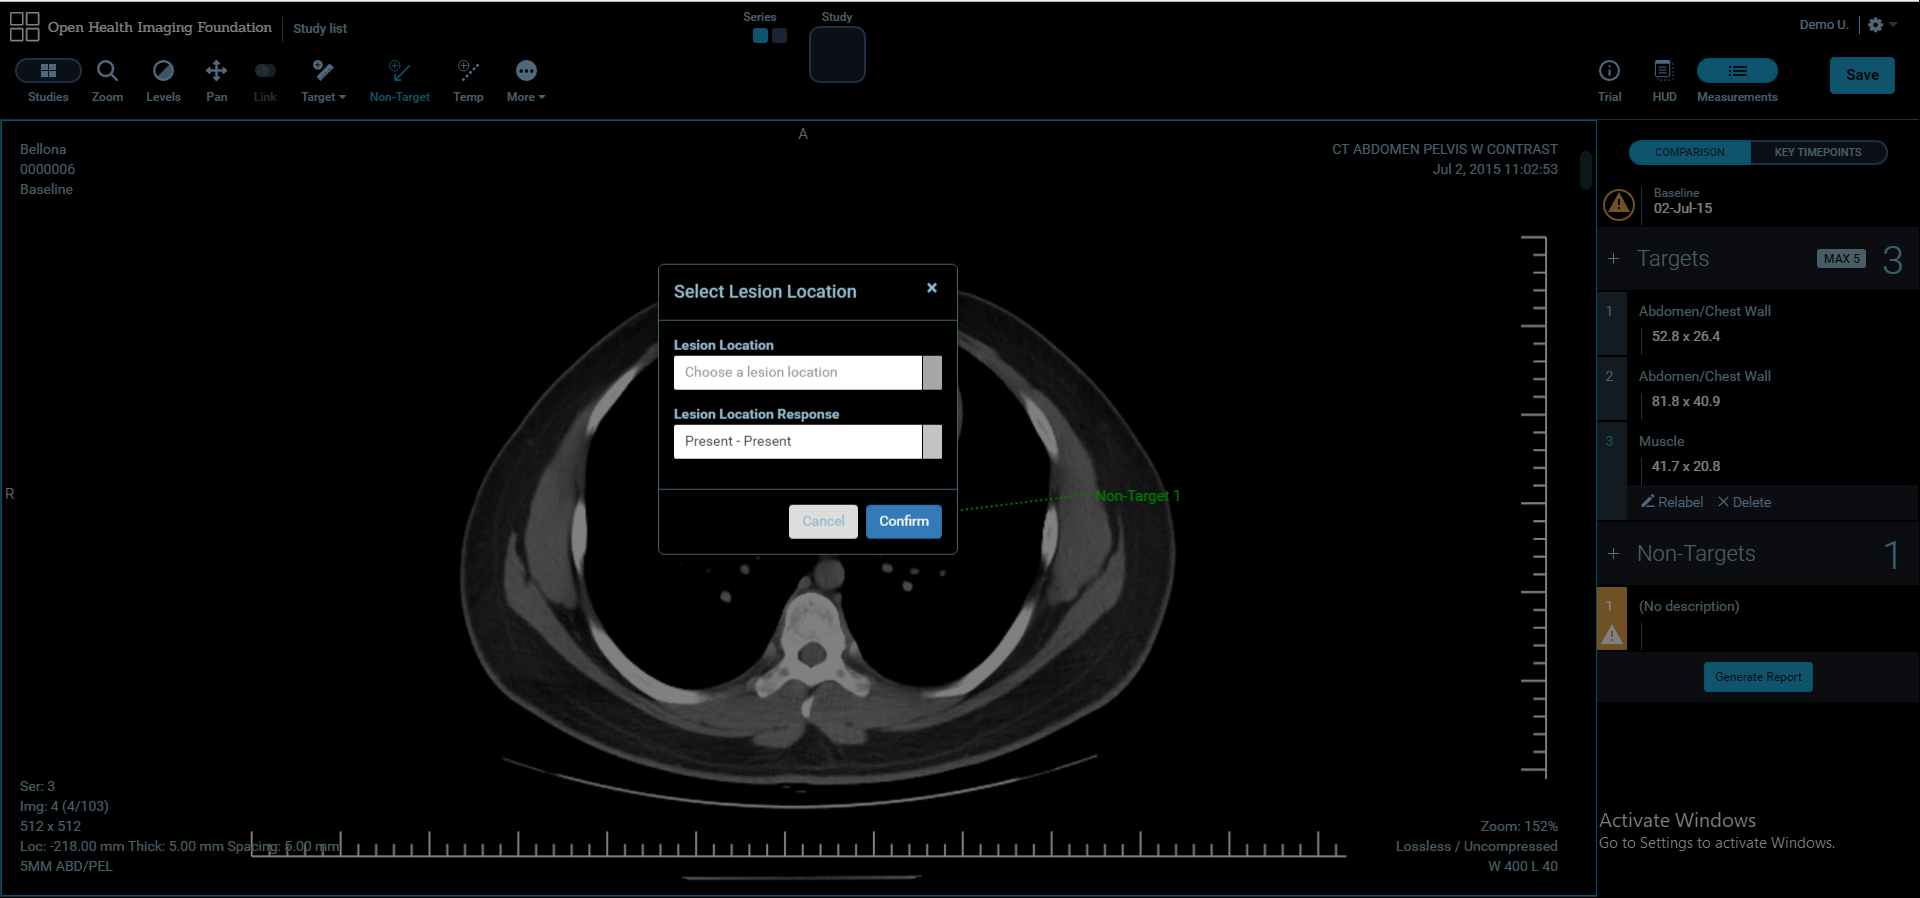 Open Health Imaging Foundation
Study list
Series
Study
Demo U.
Studies
Zoom
Levels
Pan
Link
Target
Non-Target
Temp
More
Trial
HUD
Measurements
Save
Bellona
0000006
Baseline
A
CT ABDOMEN PELVIS W CONTRAST
Jul 2, 2015 11:02:53
R
Select Lesion Location
×
Lesion Location
Choose a lesion location
Lesion Location Response
Present - Present
Cancel
Confirm
Non-Target 1
Ser: 3
Img: 4 (4/103)
512 x 512
Loc: -218.00 mm Thick: 5.00 mm Spacing: 5.00 mm
5MM ABD/PEL
Zoom: 152%
Lossless / Uncompressed
W 400 L 40
COMPARISON
KEY TIMEPOINTS
Baseline
02-Jul-15
+ Targets MAX 5 3
1 Abdomen/Chest Wall
52.8 x 26.4
2 Abdomen/Chest Wall
81.8 x 40.9
3 Muscle
41.7 x 20.8
Relabel
Delete
+ Non-Targets 1
1 (No description)
Generate Report
Activate Windows
Go to Settings to activate Windows.